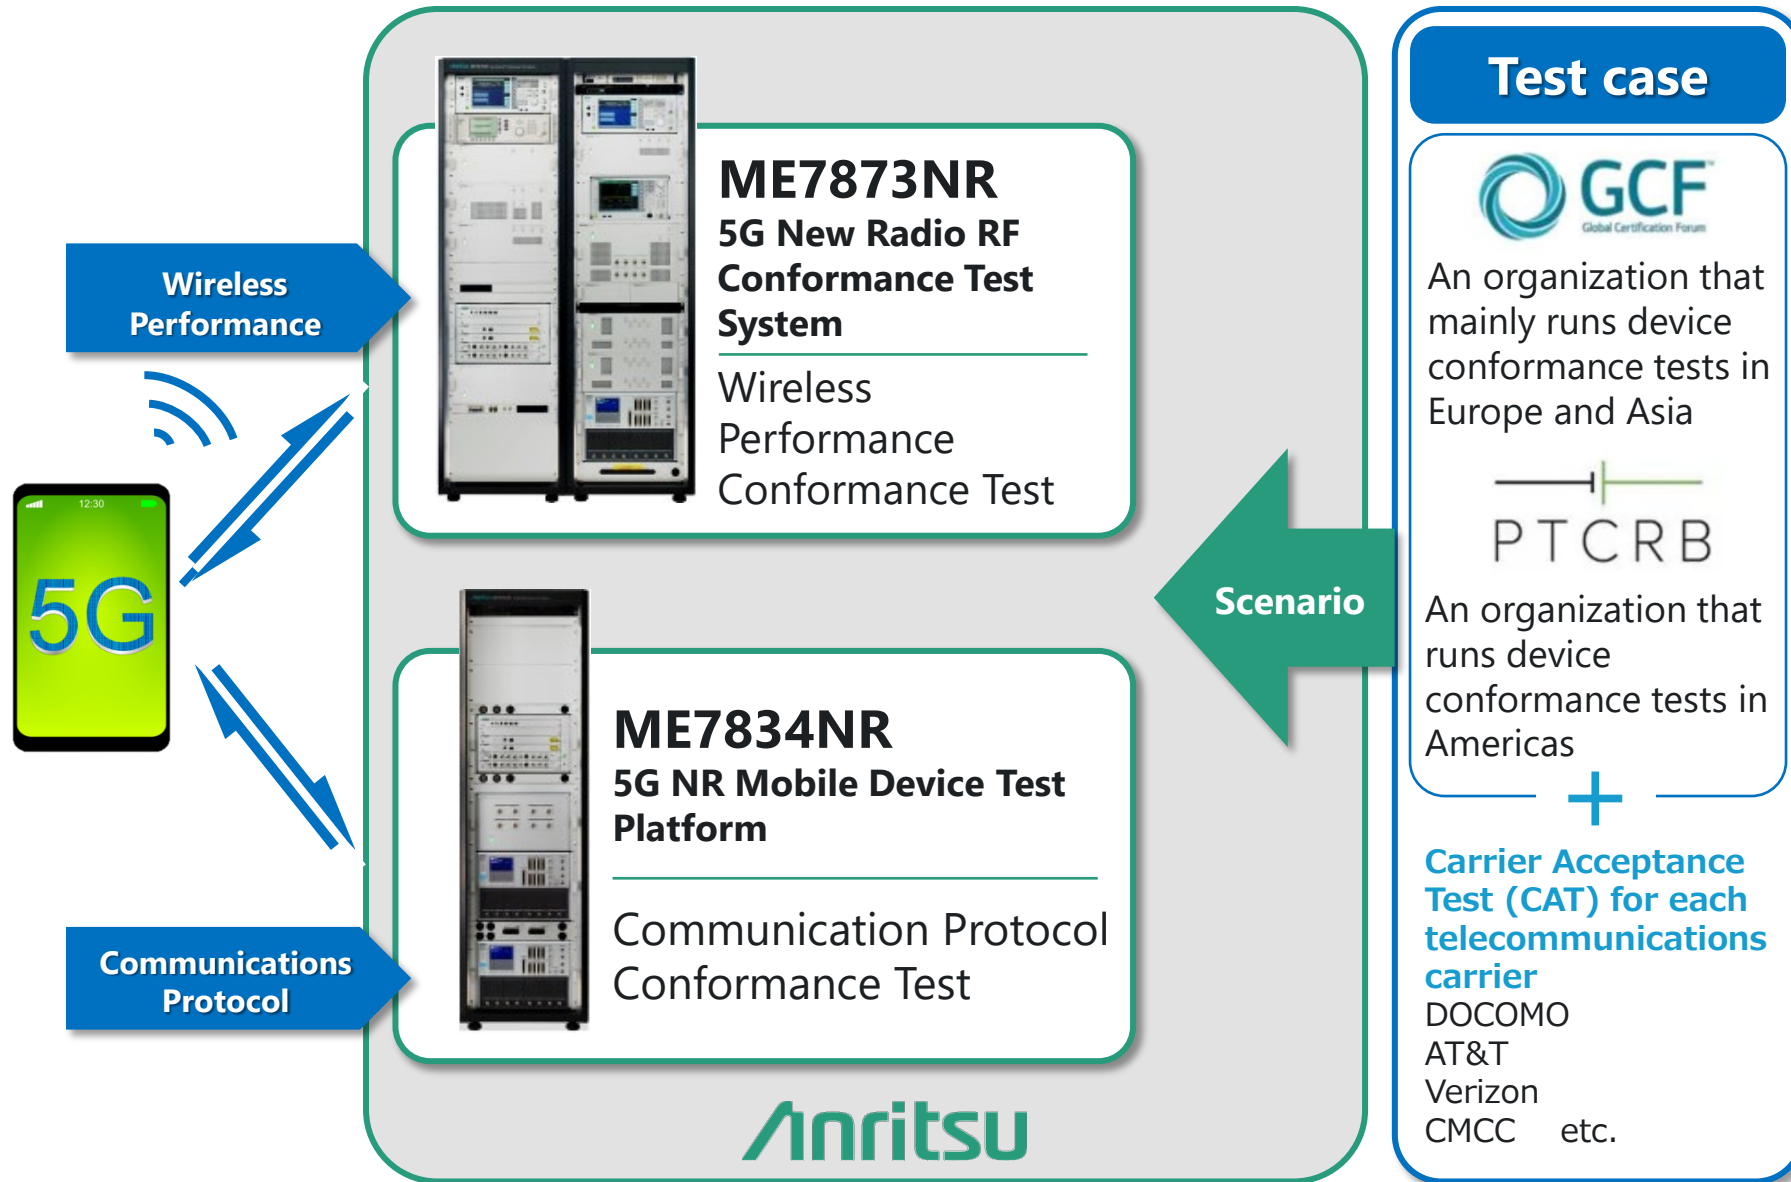 Wireless
Performance
12:30
5G
Communications
Protocol
ME7873NR
5G New Radio RF
Conformance Test
System
Wireless
Performance
Conformance Test
ME7834NR
5G NR Mobile Device Test
Platform
Communication Protocol
Conformance Test
Anritsu
Scenario
Test case
GCF™
Global Certification Forum
An organization that
mainly runs device
conformance tests in
Europe and Asia
PTCRB
An organization that
runs device
conformance tests in
Americas
+
Carrier Acceptance
Test (CAT) for each
telecommunications
carrier
DOCOMO
AT&T
Verizon
CMCC etc.